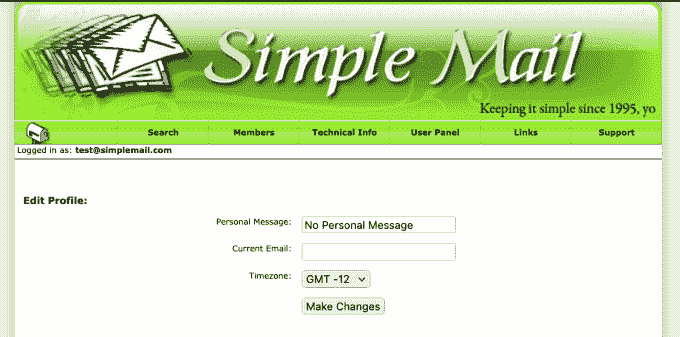 Simple Mail
Keeping it simple since 1995, yo
Search Members Technical Info User Panel Links Support
Logged in as: test@simplemail.com
Edit Profile:
Personal Message: No Personal Message
Current Email:
Timezone: GMT -12
Make Changes